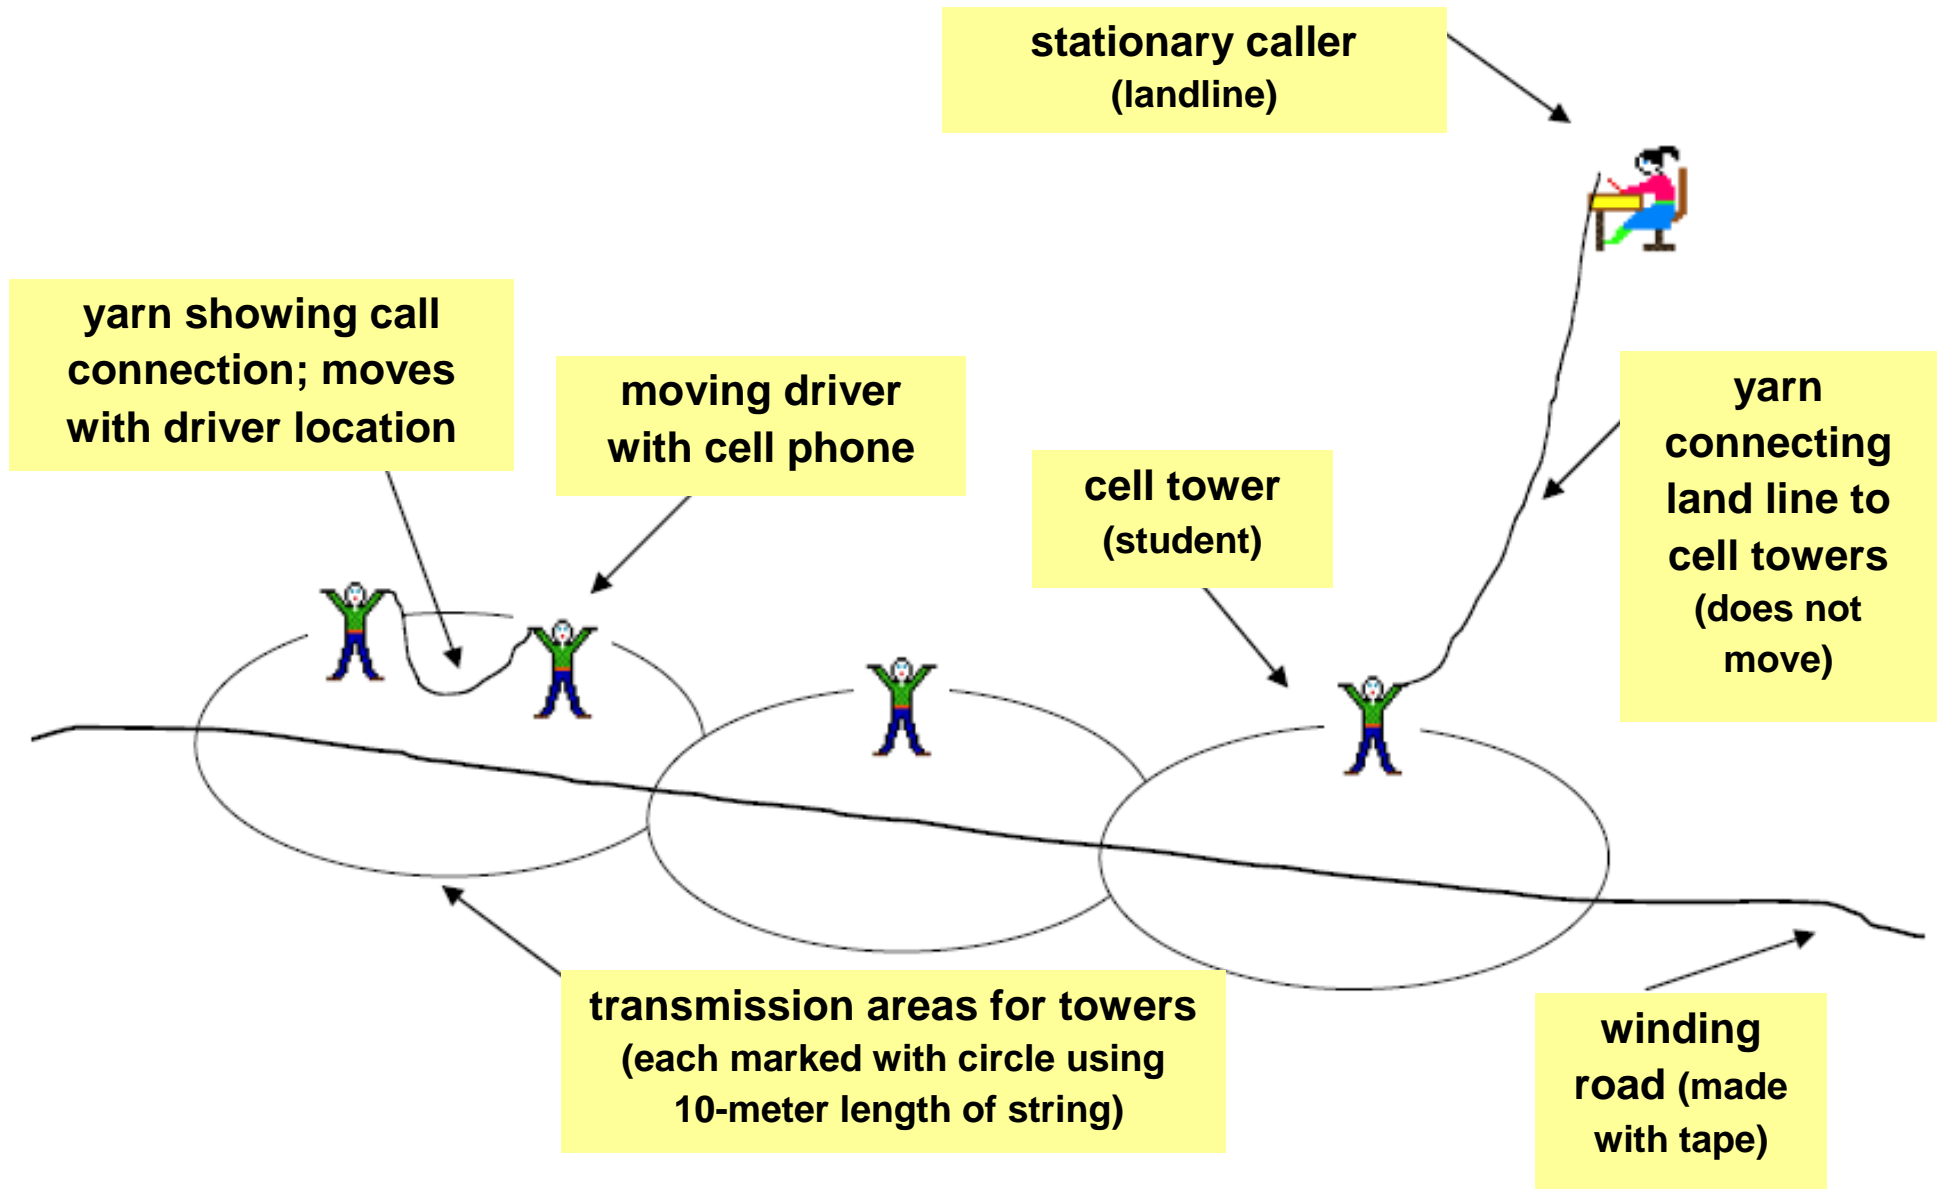 stationary caller
(landline)
yarn showing call
connection; moves
with driver location
moving driver
with cell phone
cell tower
(student)
yarn
connecting
land line to
cell towers
(does not
move)
transmission areas for towers
(each marked with circle using
10-meter length of string)
winding
road (made
with tape)